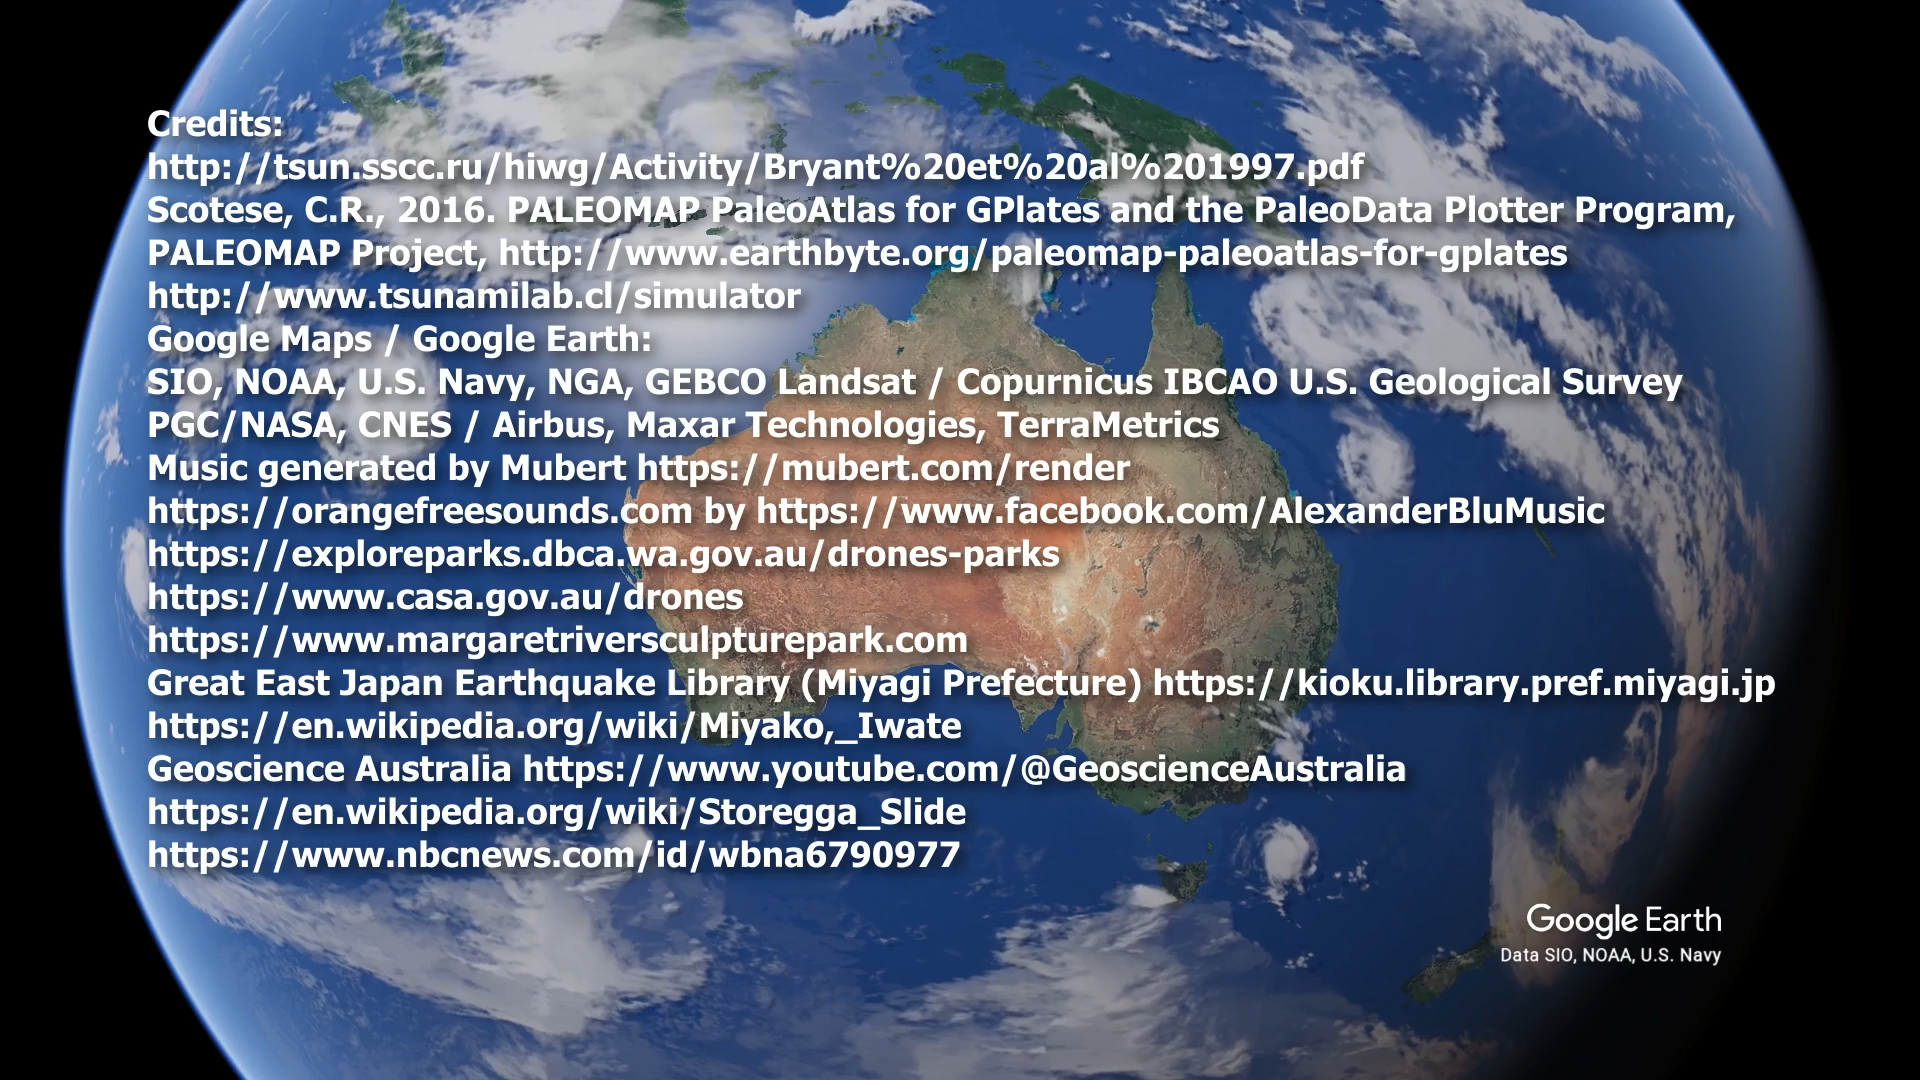 Credits:
http://tsun.sscc.ru/hiwg/Activity/Bryant%20et%20al%201997.pdf
Scotese, C.R., 2016. PALEOMAP PaleoAtlas for GPlates and the PaleoData Plotter Program,
PALEOMAP Project, http://www.earthbyte.org/paleomap-paleoatlas-for-gplates
http://www.tsunamilab.cl/simulator
Google Maps / Google Earth:
SIO, NOAA, U.S. Navy, NGA, GEBCO Landsat / Copurnicus IBCAO U.S. Geological Survey
PGC/NASA, CNES / Airbus, Maxar Technologies, TerraMetrics
Music generated by Mubert https://mubert.com/render
https://orangefreesounds.com by https://www.facebook.com/AlexanderBluMusic
https://exploreparks.dbca.wa.gov.au/drones-parks
https://www.casa.gov.au/drones
https://www.margaretriversculpturepark.com
Great East Japan Earthquake Library (Miyagi Prefecture) https://kioku.library.pref.miyagi.jp
https://en.wikipedia.org/wiki/Miyako,_Iwate
Geoscience Australia https://www.youtube.com/@GeoscienceAustralia
https://en.wikipedia.org/wiki/Storegga_Slide
https://www.nbcnews.com/id/wbna6790977
Google Earth
Data SIO, NOAA, U.S. Navy